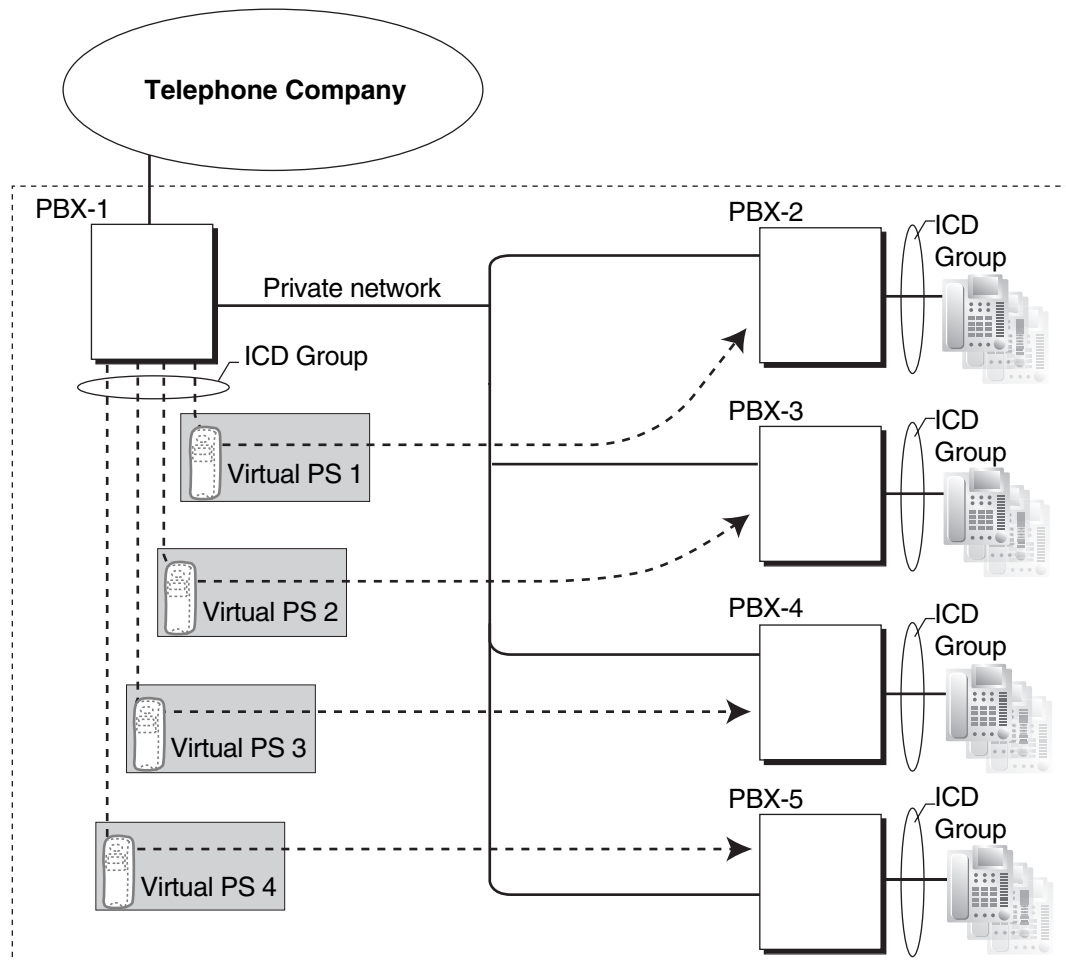 Telephone Company
PBX-1
Private network
ICD Group
Virtual PS 1
Virtual PS 2
Virtual PS 3
Virtual PS 4
PBX-2
ICD
Group
PBX-3
ICD
Group
PBX-4
ICD
Group
PBX-5
ICD
Group